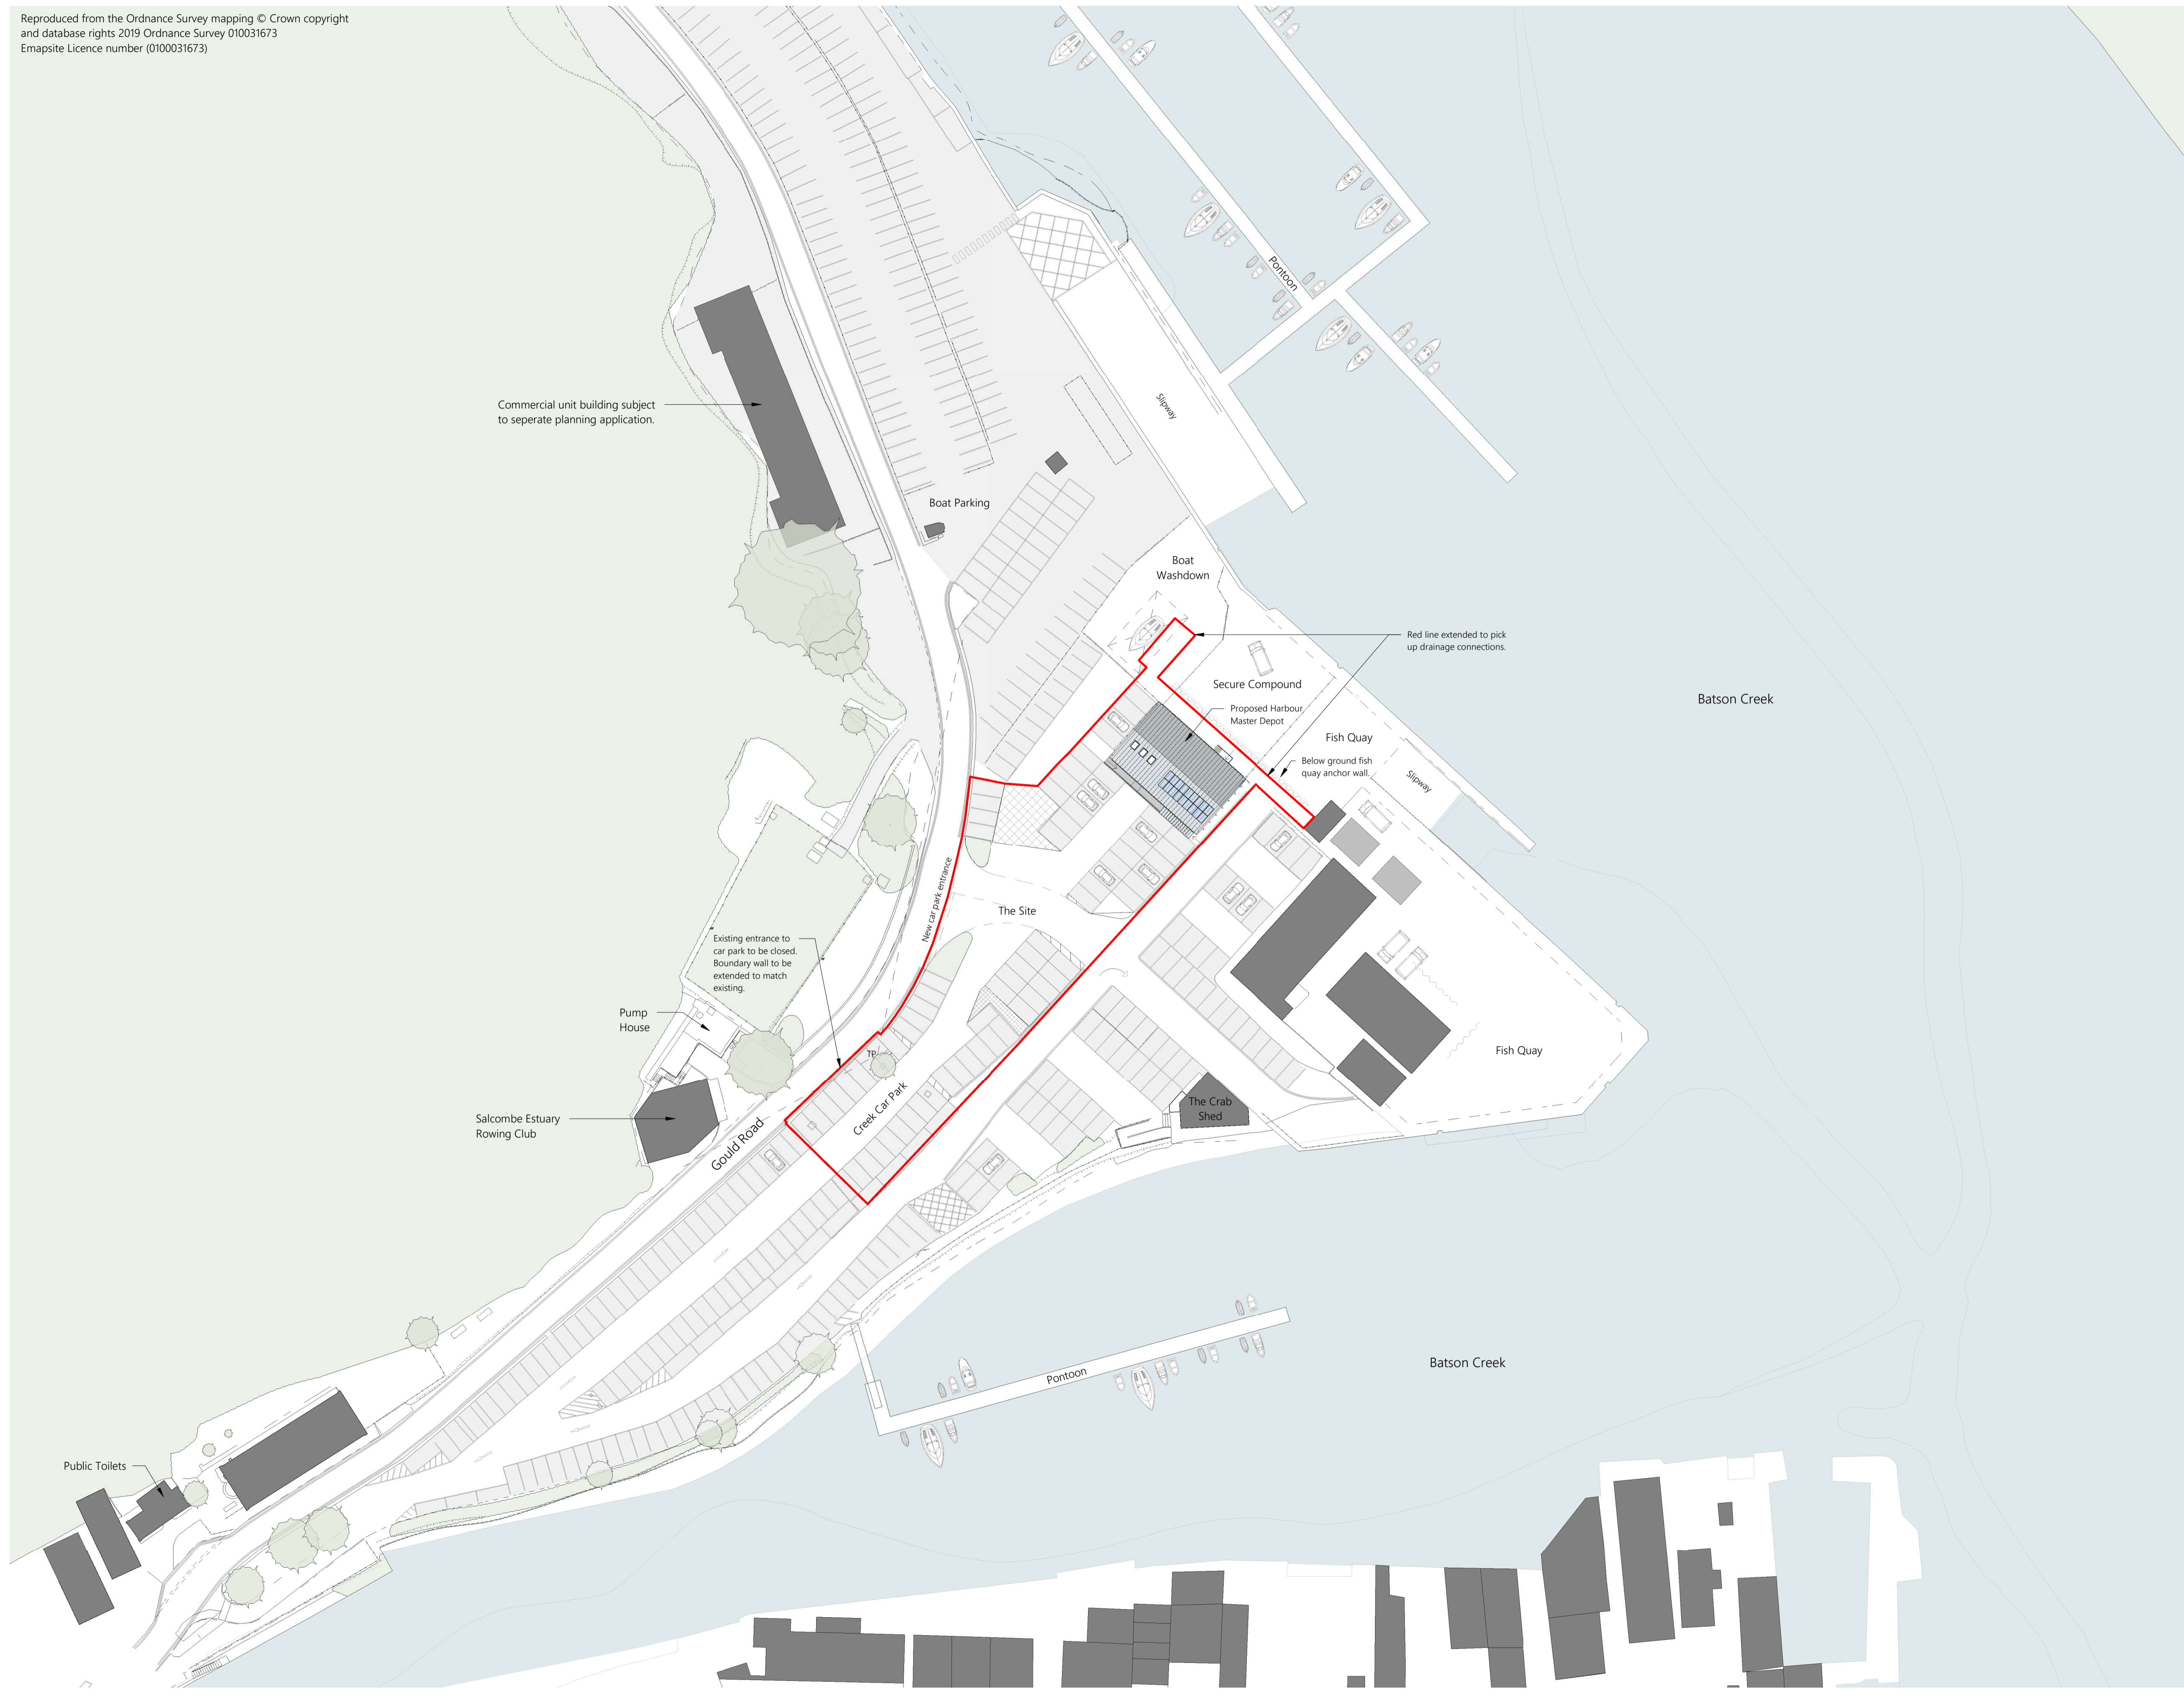 Reproduced from the Ordnance Survey mapping © Crown copyright
and database rights 2019 Ordnance Survey 010031673
Emapsite Licence number (0100031673)
Pontoon
Commercial unit building subject
to seperate planning application.
Slipway
Boat Parking
Boat
Washdown
Red line extended to pick
up drainage connections.
Secure Compound
Batson Creek
Proposed Harbour
Master Depot
Fish Quay
Below ground fish
quay anchor wall.
Slipway
New car park entrance
The Site
Existing entrance to
car park to be closed.
Boundary wall to be
extended to match
existing.
Pump
House
TP
Fish Quay
Creek Car Park
The Crab
Shed
Salcombe Estuary
Rowing Club
Gould Road
Batson Creek
Pontoon
Public Toilets